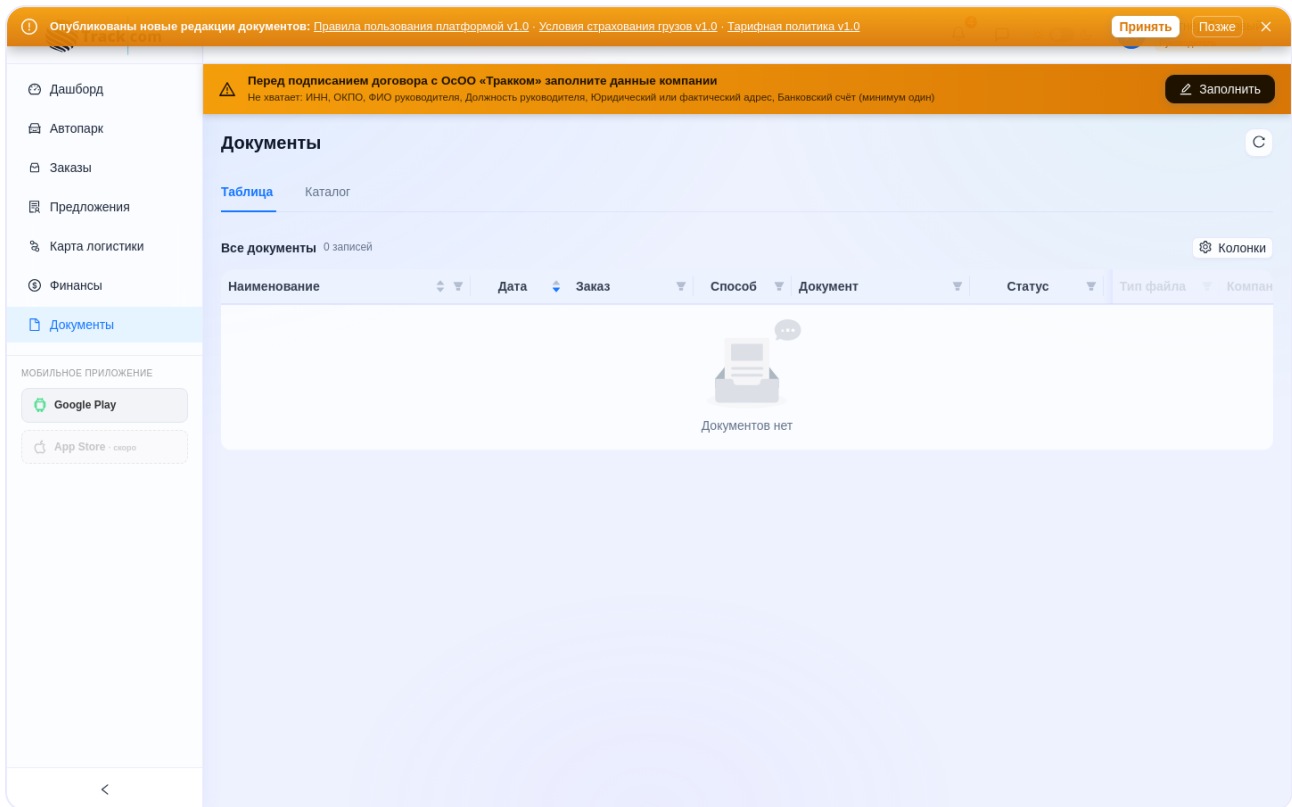 Опубликованы новые редакции документов: Правила пользования платформой v1.0 · Условия страхования грузов v1.0 · Тарифная политика v1.0
Принять
Позже
Track.com
Перед подписанием договора с ОсОО «Тракком» заполните данные компании
Не хватает: ИНН, ОКПО, ФИО руководителя, Должность руководителя, Юридический или фактический адрес, Банковский счёт (минимум один)
Заполнить
Дашборд
Автопарк
Заказы
Предложения
Карта логистики
Финансы
Документы
МОБИЛЬНОЕ ПРИЛОЖЕНИЕ
Google Play
App Store · скоро
Документы
Таблица
Каталог
Все документы 0 записей
Колонки
Наименование
Дата
Заказ
Способ
Документ
Статус
Тип файла
Компан
Документов нет